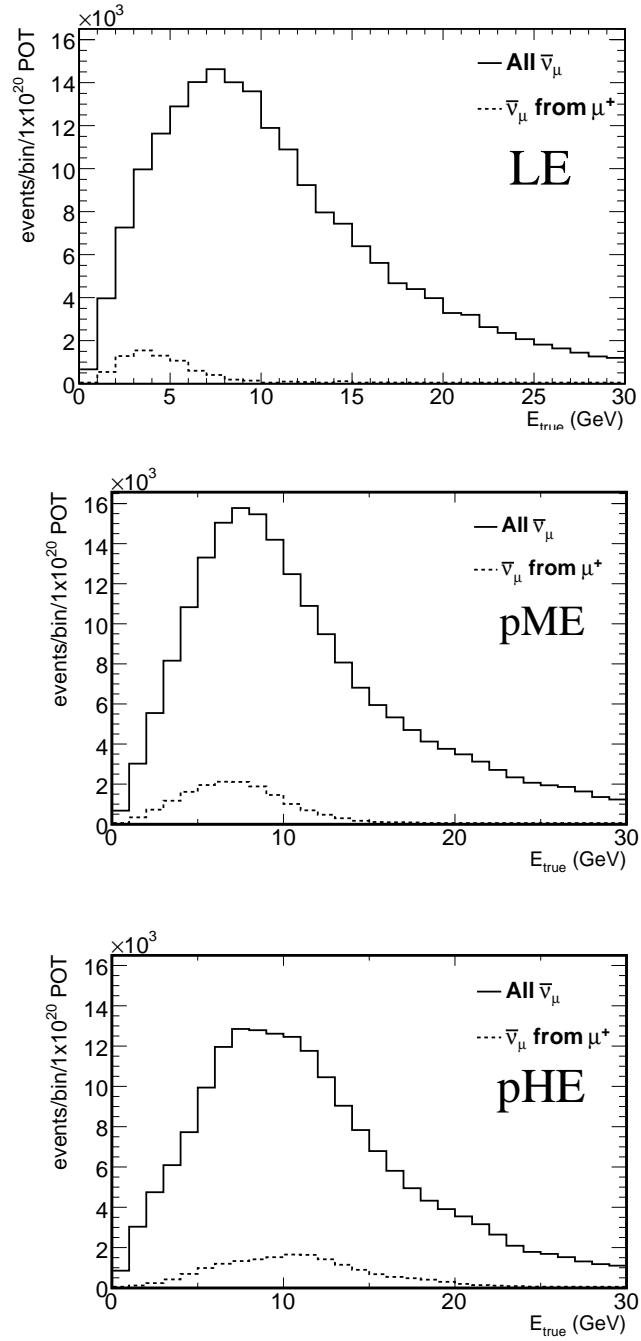 ×10³
16
14
12
10
8
6
4
2
0
events/bin/1x10²⁰ POT
All ν̅μ
ν̅μ from μ⁺
LE
0 5 10 15 20 25 30
E_true (GeV)
×10³
16
14
12
10
8
6
4
2
0
events/bin/1x10²⁰ POT
All ν̅μ
ν̅μ from μ⁺
pME
0 10 20 30
E_true (GeV)
×10³
16
14
12
10
8
6
4
2
0
events/bin/1x10²⁰ POT
All ν̅μ
ν̅μ from μ⁺
pHE
0 10 20 30
E_true (GeV)